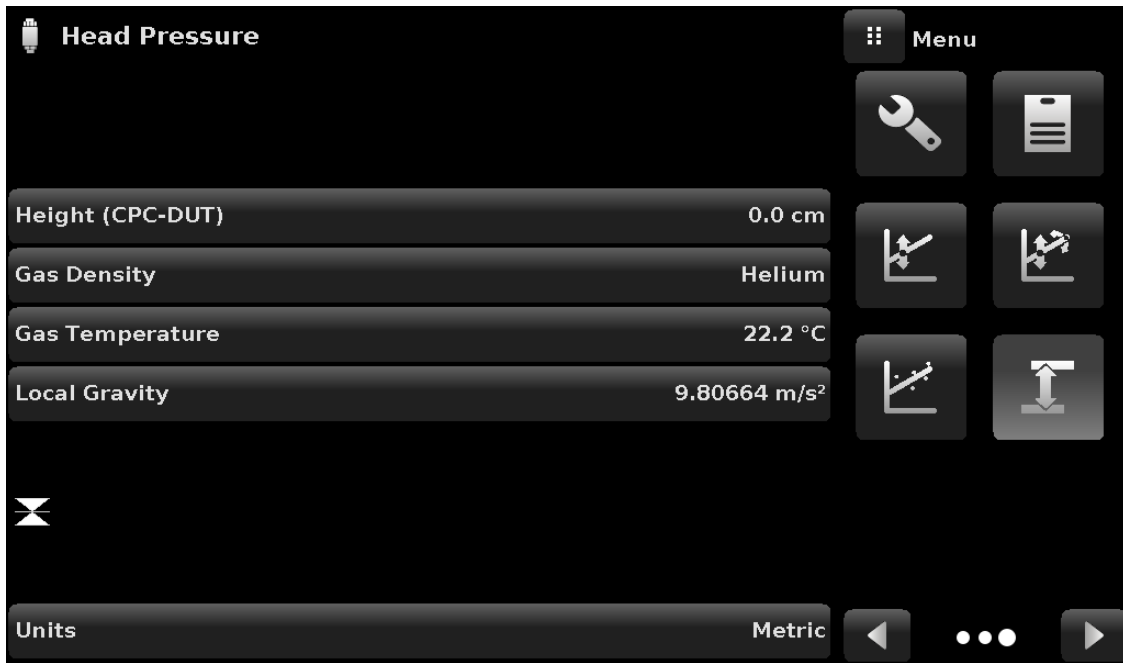 Head Pressure
Menu
Height (CPC-DUT) 0.0 cm
Gas Density Helium
Gas Temperature 22.2 °C
Local Gravity 9.80664 m/s²
Units Metric